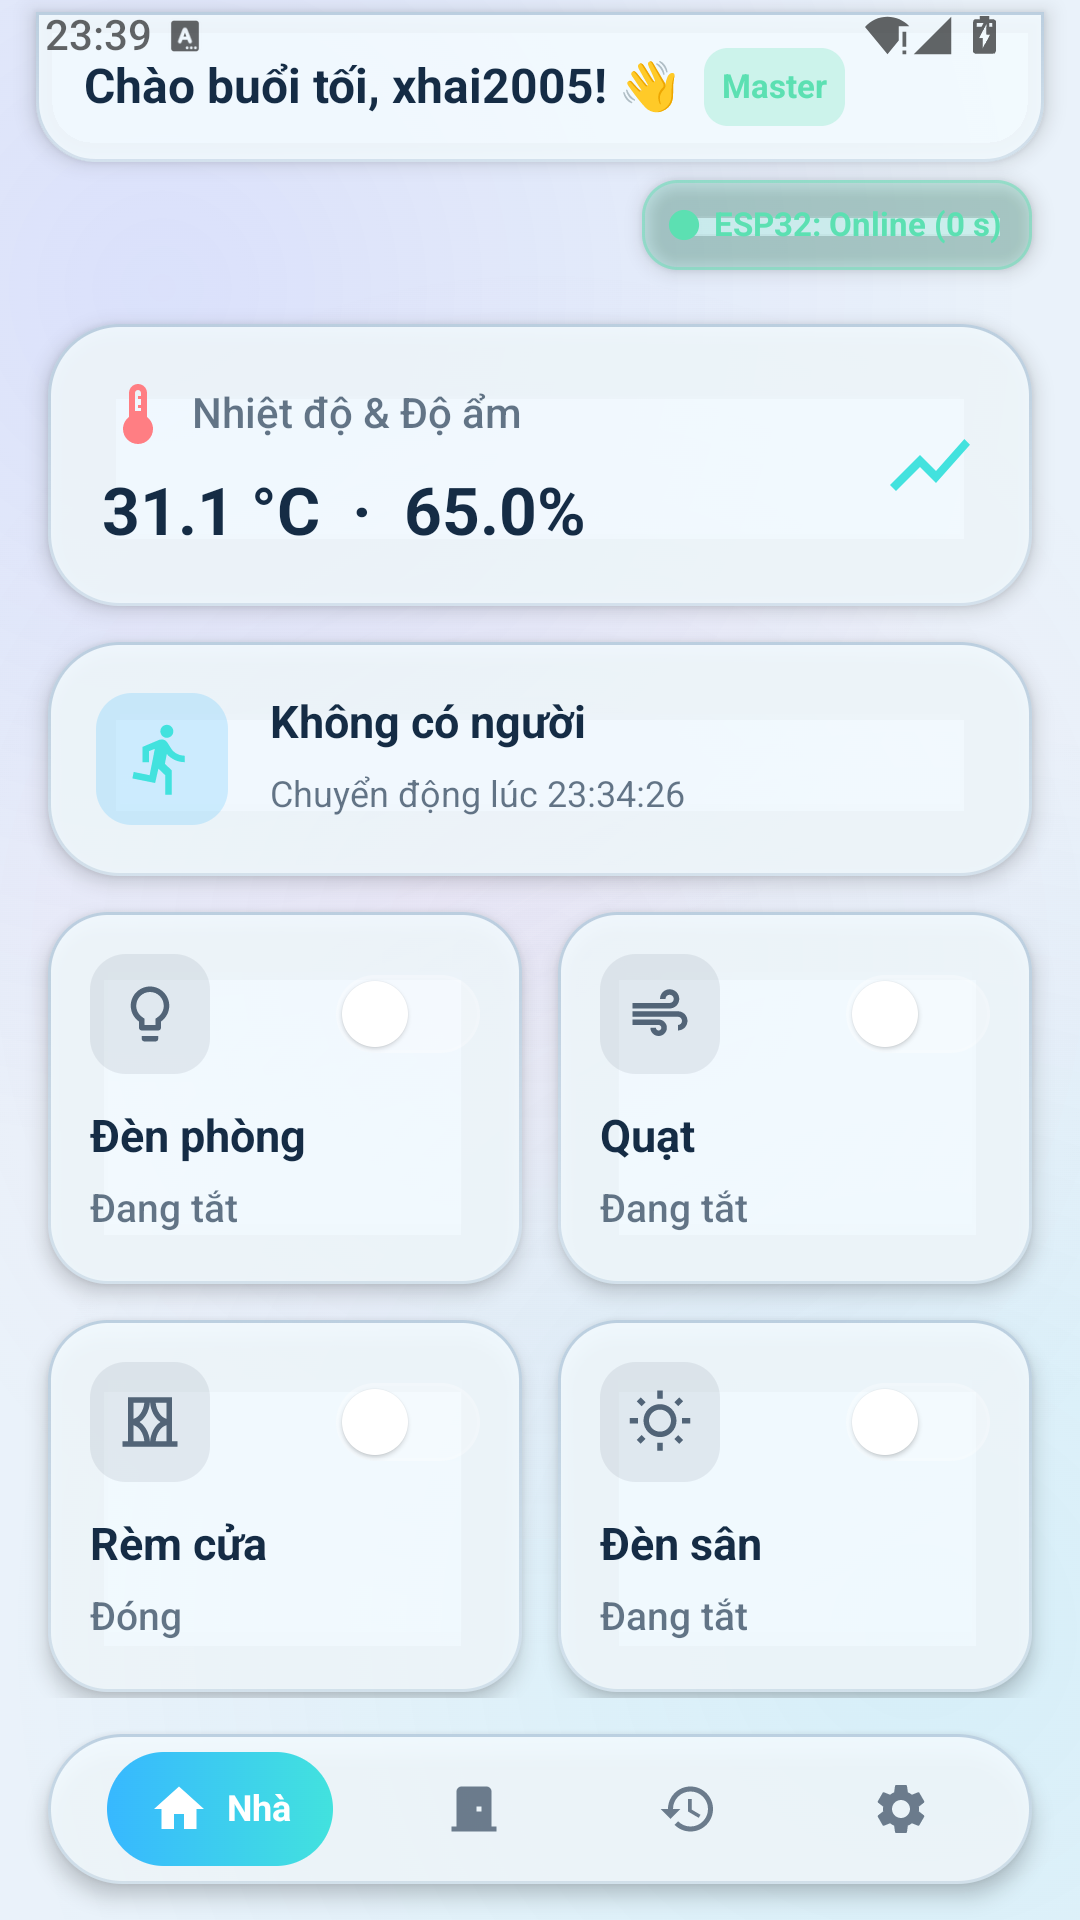 23:39
Chào buổi tối, xhai2005! 👋 Master
ESP32: Online (0 s)
Nhiệt độ & Độ ẩm
31.1 °C · 65.0%
Không có người
Chuyển động lúc 23:34:26
Đèn phòng
Đang tắt
Quạt
Đang tắt
Rèm cửa
Đóng
Đèn sân
Đang tắt
Nhà